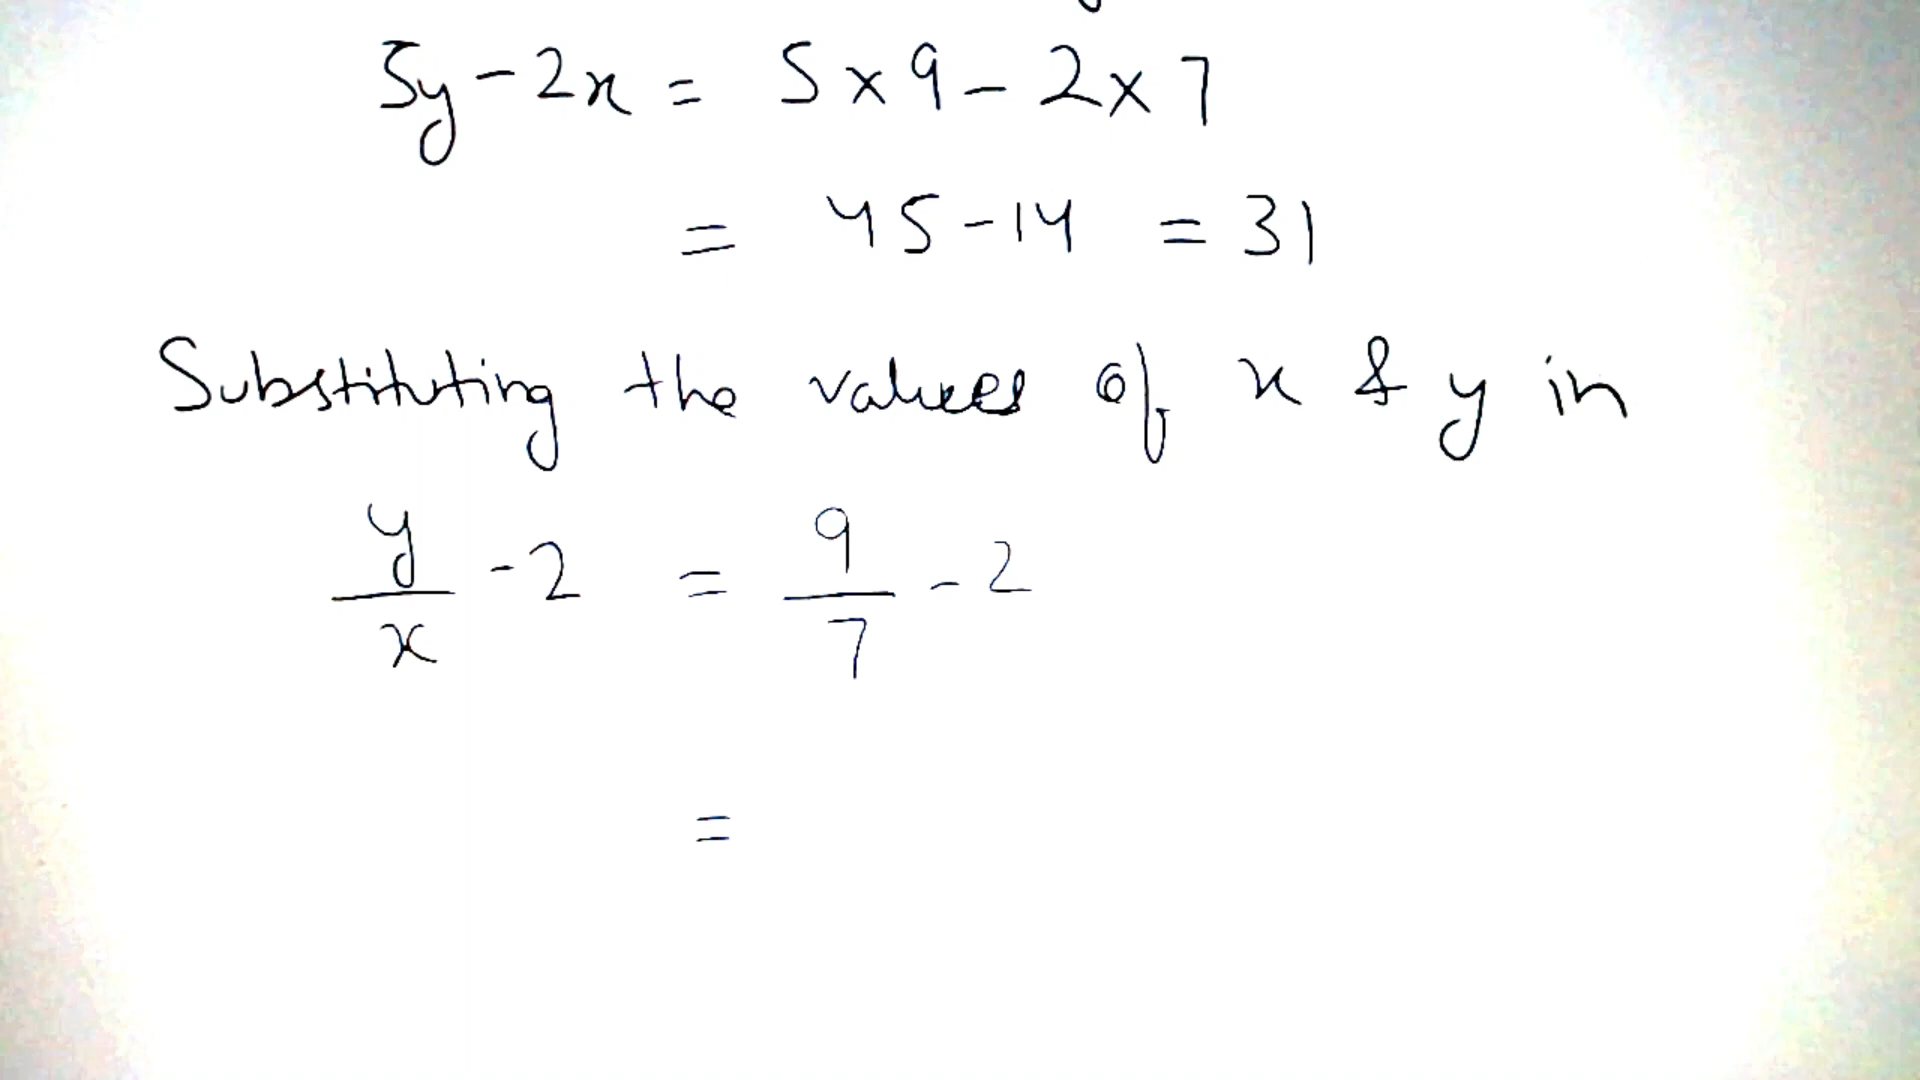 5y - 2x = 5 x 9 - 2 x 7
= 45 - 14 = 31
Substituting the values of x & y in
y/x - 2 = 9/7 - 2
=